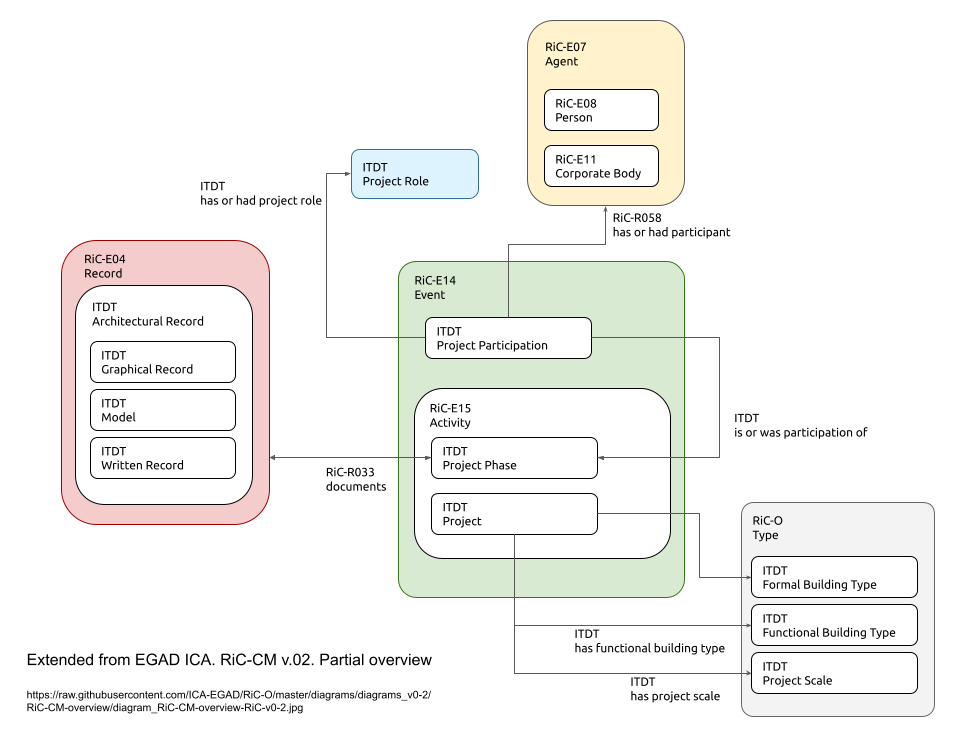 RiC-E07
Agent
RiC-E08
Person
RiC-E11
Corporate Body
ITDT
Project Role
ITDT
has or had project role
RiC-R058
has or had participant
RiC-E04
Record
ITDT
Architectural Record
ITDT
Graphical Record
ITDT
Model
ITDT
Written Record
RiC-E14
Event
ITDT
Project Participation
RiC-E15
Activity
ITDT
Project Phase
ITDT
Project
ITDT
is or was participation of
RiC-R033
documents
RiC-O
Type
ITDT
Formal Building Type
ITDT
Functional Building Type
ITDT
Project Scale
ITDT
has functional building type
ITDT
has project scale
Extended from EGAD ICA. RiC-CM v.02. Partial overview
https://raw.githubusercontent.com/ICA-EGAD/RiC-O/master/diagrams/diagrams_v0-2/
RiC-CM-overview/diagram_RiC-CM-overview-RiC-v0-2.jpg